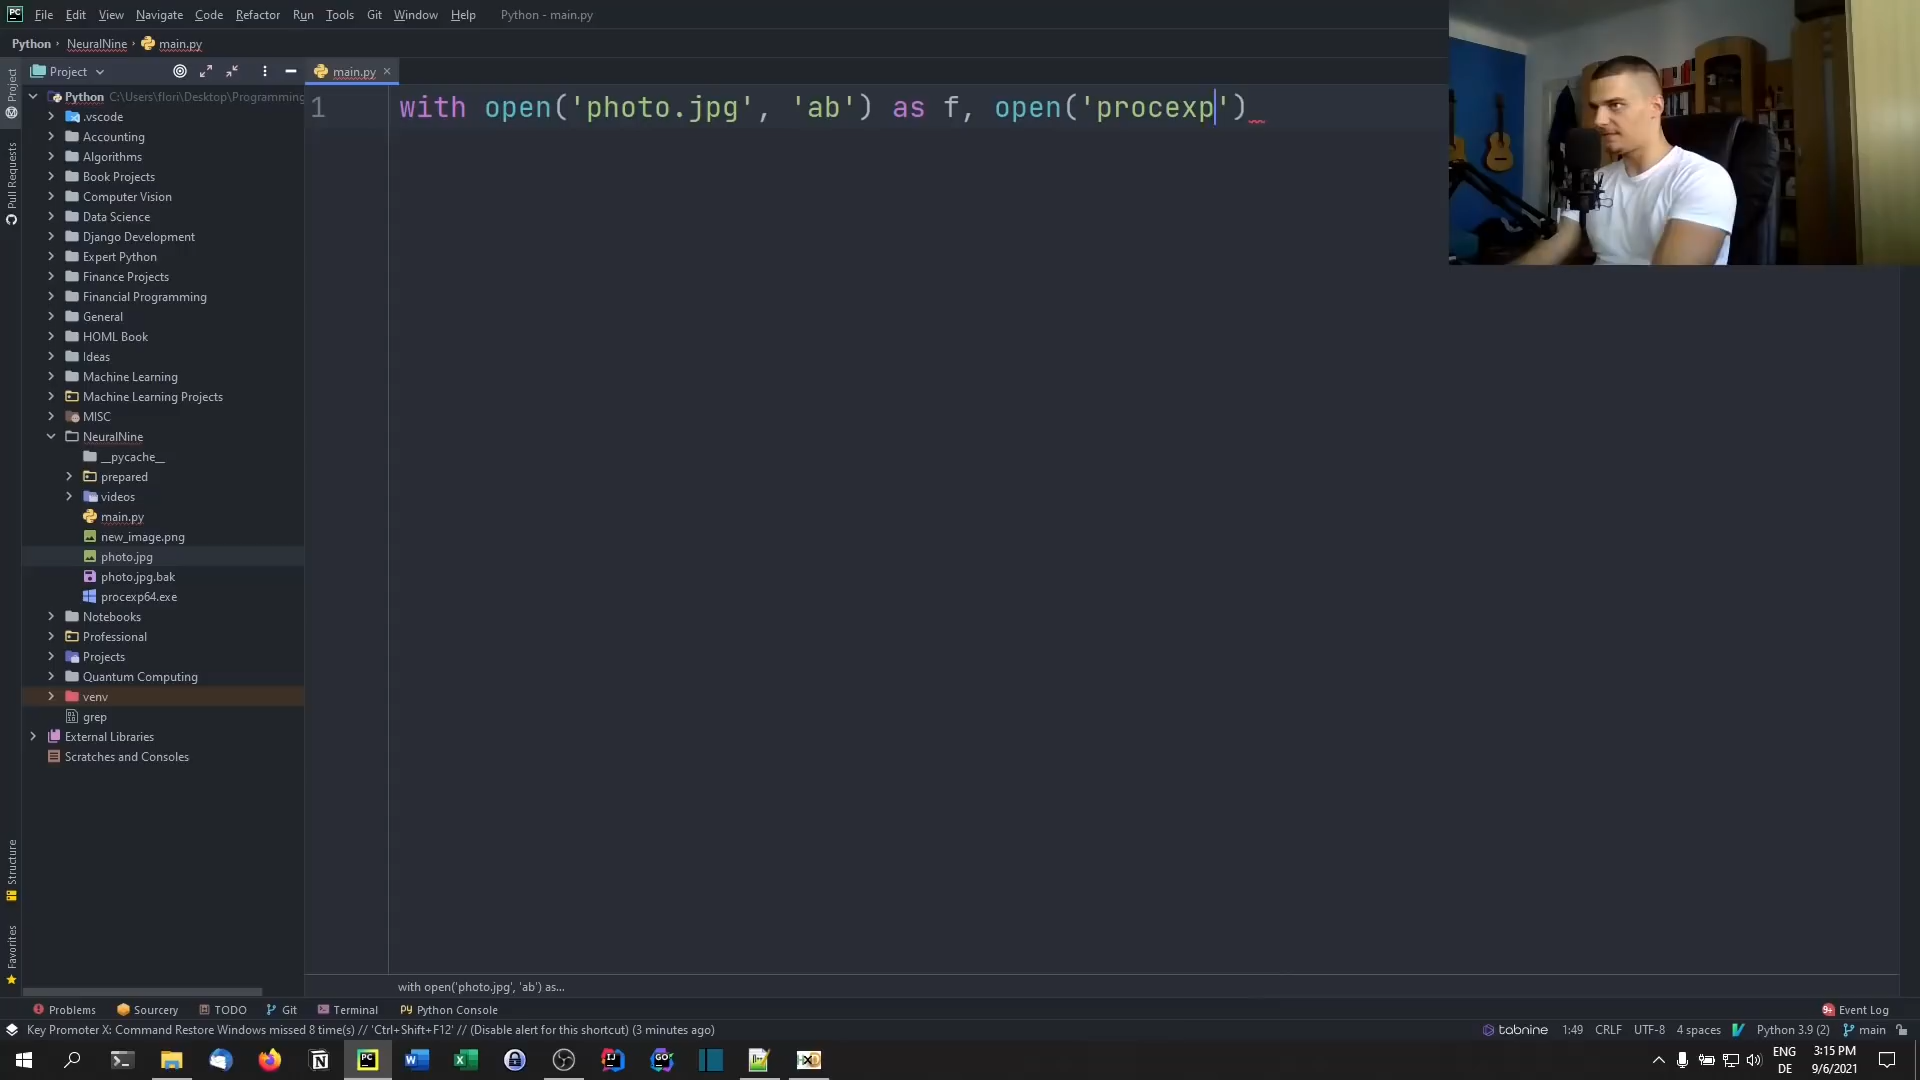 PC File Edit View Navigate Code Refactor Run Tools Git Window Help Python - main.py
Python NeuralNine main.py
Project
main.py
Python C:\Users\flori\Desktop\Programming
.vscode
Accounting
Algorithms
Book Projects
Computer Vision
Data Science
Django Development
Expert Python
Finance Projects
Financial Programming
General
HOML Book
Ideas
Machine Learning
Machine Learning Projects
MISC
NeuralNine
__pycache__
prepared
videos
main.py
new_image.png
photo.jpg
photo.jpg.bak
procexp64.exe
Notebooks
Professional
Projects
Quantum Computing
venv
grep
External Libraries
Scratches and Consoles
Project
Pull Requests
Structure
Favorites
1 with open('photo.jpg', 'ab') as f, open('procexp')
with open('photo.jpg', 'ab') as...
Problems Sourcery TODO Git Terminal Python Console Event Log
Key Promoter X: Command Restore Windows missed 8 time(s) // 'Ctrl+Shift+F12' // (Disable alert for this shortcut) (3 minutes ago) tabnine 1:49 CRLF UTF-8 4 spaces Python 3.9 (2) main
ENG 3:15 PM
DE 9/6/2021